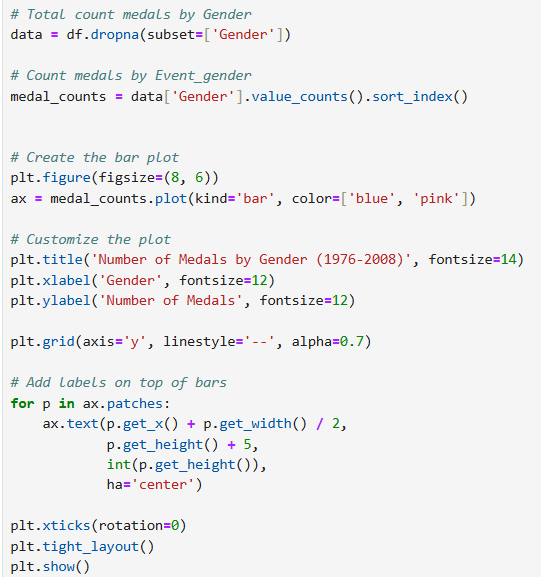 # Total count medals by Gender
data = df.dropna(subset=['Gender'])

# Count medals by Event_gender
medal_counts = data['Gender'].value_counts().sort_index()


# Create the bar plot
plt.figure(figsize=(8, 6))
ax = medal_counts.plot(kind='bar', color=['blue', 'pink'])

# Customize the plot
plt.title('Number of Medals by Gender (1976-2008)', fontsize=14)
plt.xlabel('Gender', fontsize=12)
plt.ylabel('Number of Medals', fontsize=12)

plt.grid(axis='y', linestyle='--', alpha=0.7)

# Add labels on top of bars
for p in ax.patches:
    ax.text(p.get_x() + p.get_width() / 2,
            p.get_height() + 5,
            int(p.get_height()),
            ha='center')

plt.xticks(rotation=0)
plt.tight_layout()
plt.show()